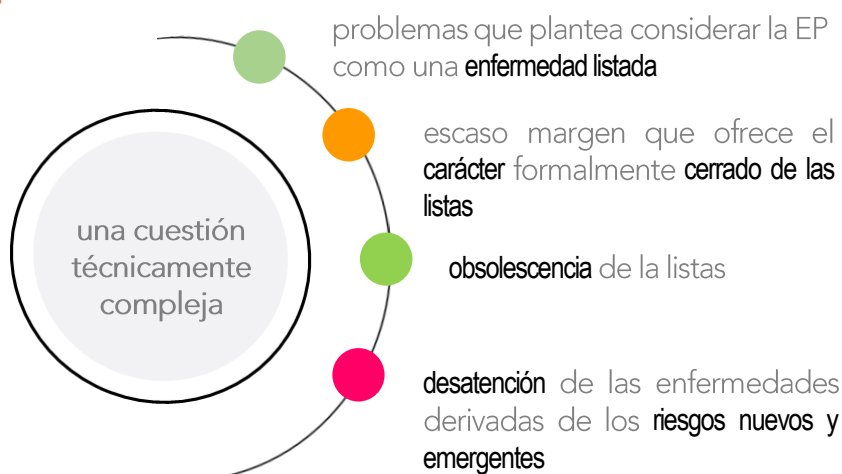 problemas que plantea considerar la EP
como una enfermedad listada
escaso margen que ofrece el
carácter formalmente cerrado de las
listas
una cuestión
técnicamente
compleja
obsolescencia de la listas
desatención de las enfermedades
derivadas de los riesgos nuevos y
emergentes